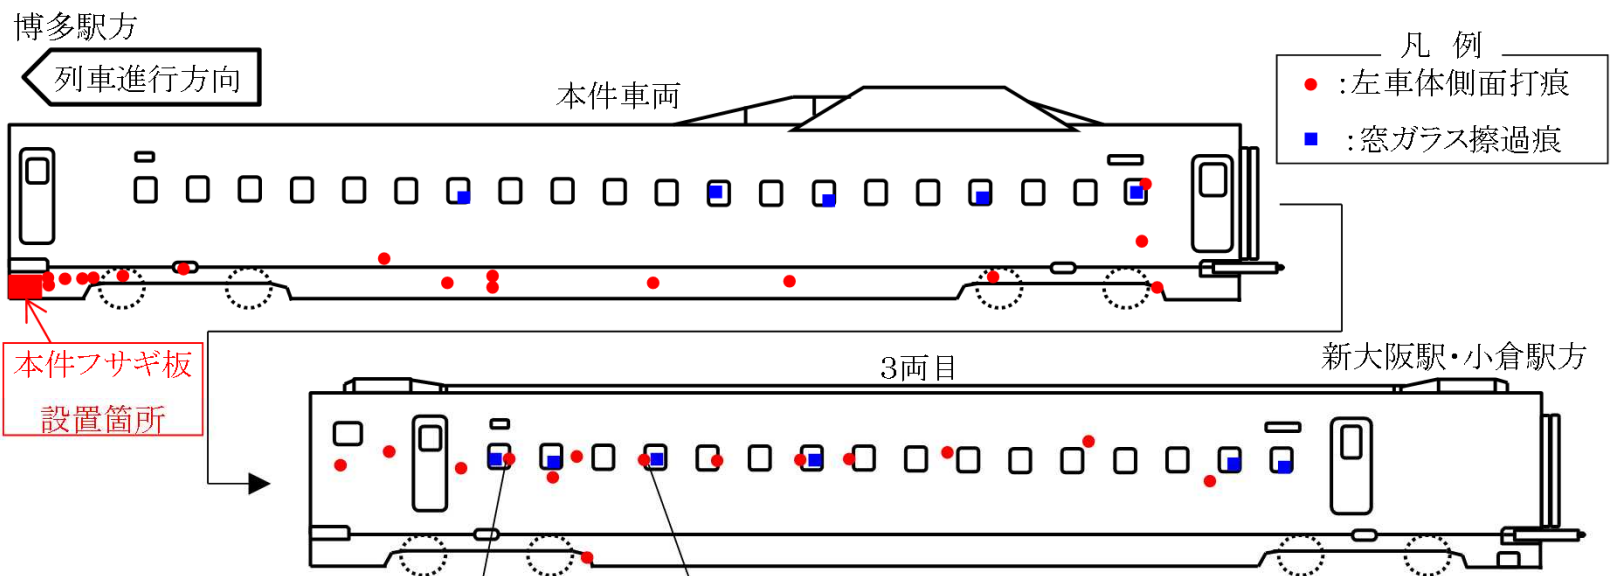 博多駅方
列車進行方向
本件車両
凡 例
:左車体側面打痕
:窓ガラス擦過痕
本件フサギ板
設置箇所
3両目
新大阪駅・小倉駅方